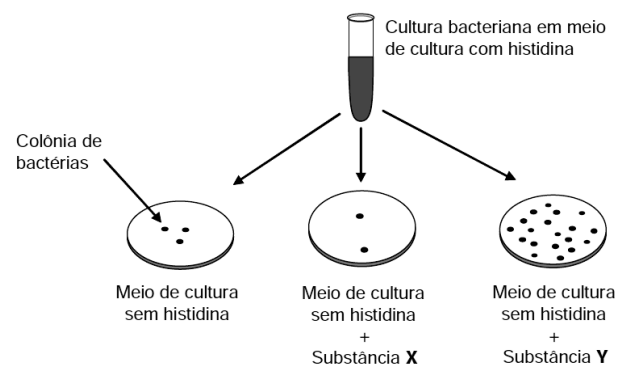 Cultura bacteriana em meio
de cultura com histidina
Colônia de
bactérias
Meio de cultura
sem histidina
Meio de cultura
sem histidina
+
Substância X
Meio de cultura
sem histidina
+
Substância Y